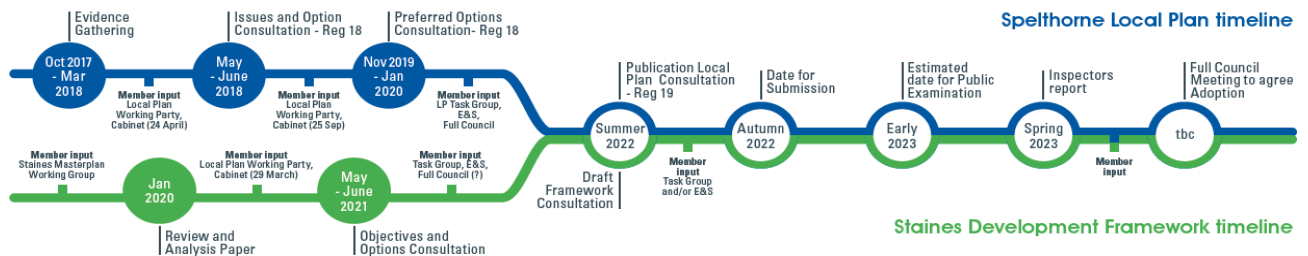 Spelthorne Local Plan timeline
Evidence
Gathering
Oct 2017
- Mar
2018
Member input
Local Plan
Working Party,
Cabinet (24 April)
Issues and Option
Consultation - Reg 18
May
- June
2018
Member input
Local Plan
Working Party,
Cabinet (25 Sep)
Preferred Options
Consultation- Reg 18
Nov 2019
- Jan
2020
Member input
LP Task Group,
E&S,
Full Council
Member input
Staines Masterplan
Working Group
Jan
2020
Review and
Analysis Paper
Member input
Local Plan Working Party,
Cabinet (29 March)
May
- June
2021
Objectives and
Options Consultation
Member input
Task Group, E&S,
Full Council (?)
Publication Local
Plan Consultation
- Reg 19
Summer
2022
Draft
Framework
Consultation
Member
input
Task Group
and/or E&S
Date for
Submission
Autumn
2022
Estimated
date for Public
Examination
Early
2023
Inspectors
report
Spring
2023
Member
input
Full Council
Meeting to agree
Adoption
tbc
Staines Development Framework timeline